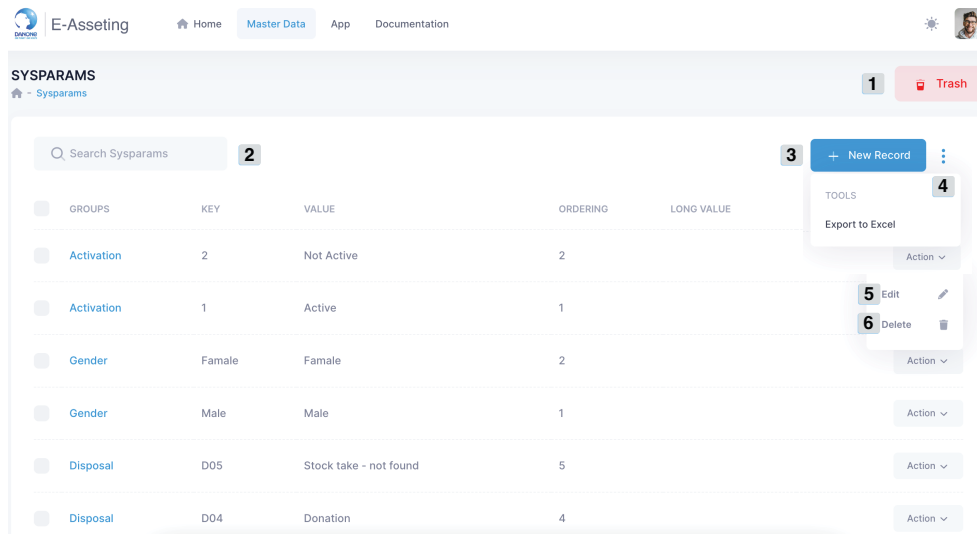 DANONE
E-Asseting
Home
Master Data
App
Documentation
SYSPARAMS
- Sysparams
1
Trash
Search Sysparams
2
3
+ New Record
4
TOOLS
Export to Excel
GROUPS KEY VALUE ORDERING LONG VALUE
Activation 2 Not Active 2 Action
5 Edit
6 Delete
Activation 1 Active 1
Gender Famale Famale 2 Action
Gender Male Male 1 Action
Disposal D05 Stock take - not found 5 Action
Disposal D04 Donation 4 Action